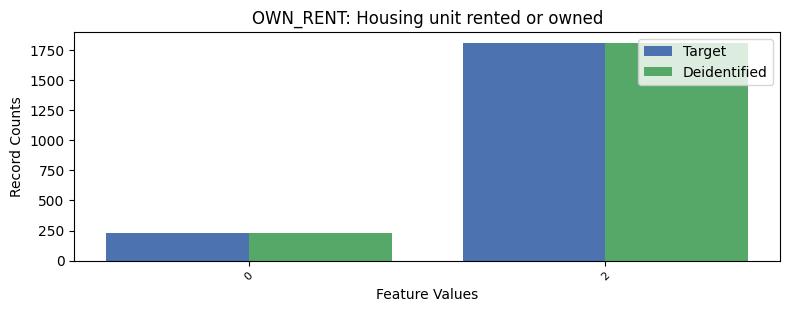 OWN_RENT: Housing unit rented or owned
Target
Deidentified
Record Counts
1750
1500
1250
1000
750
500
250
0
0
2
Feature Values